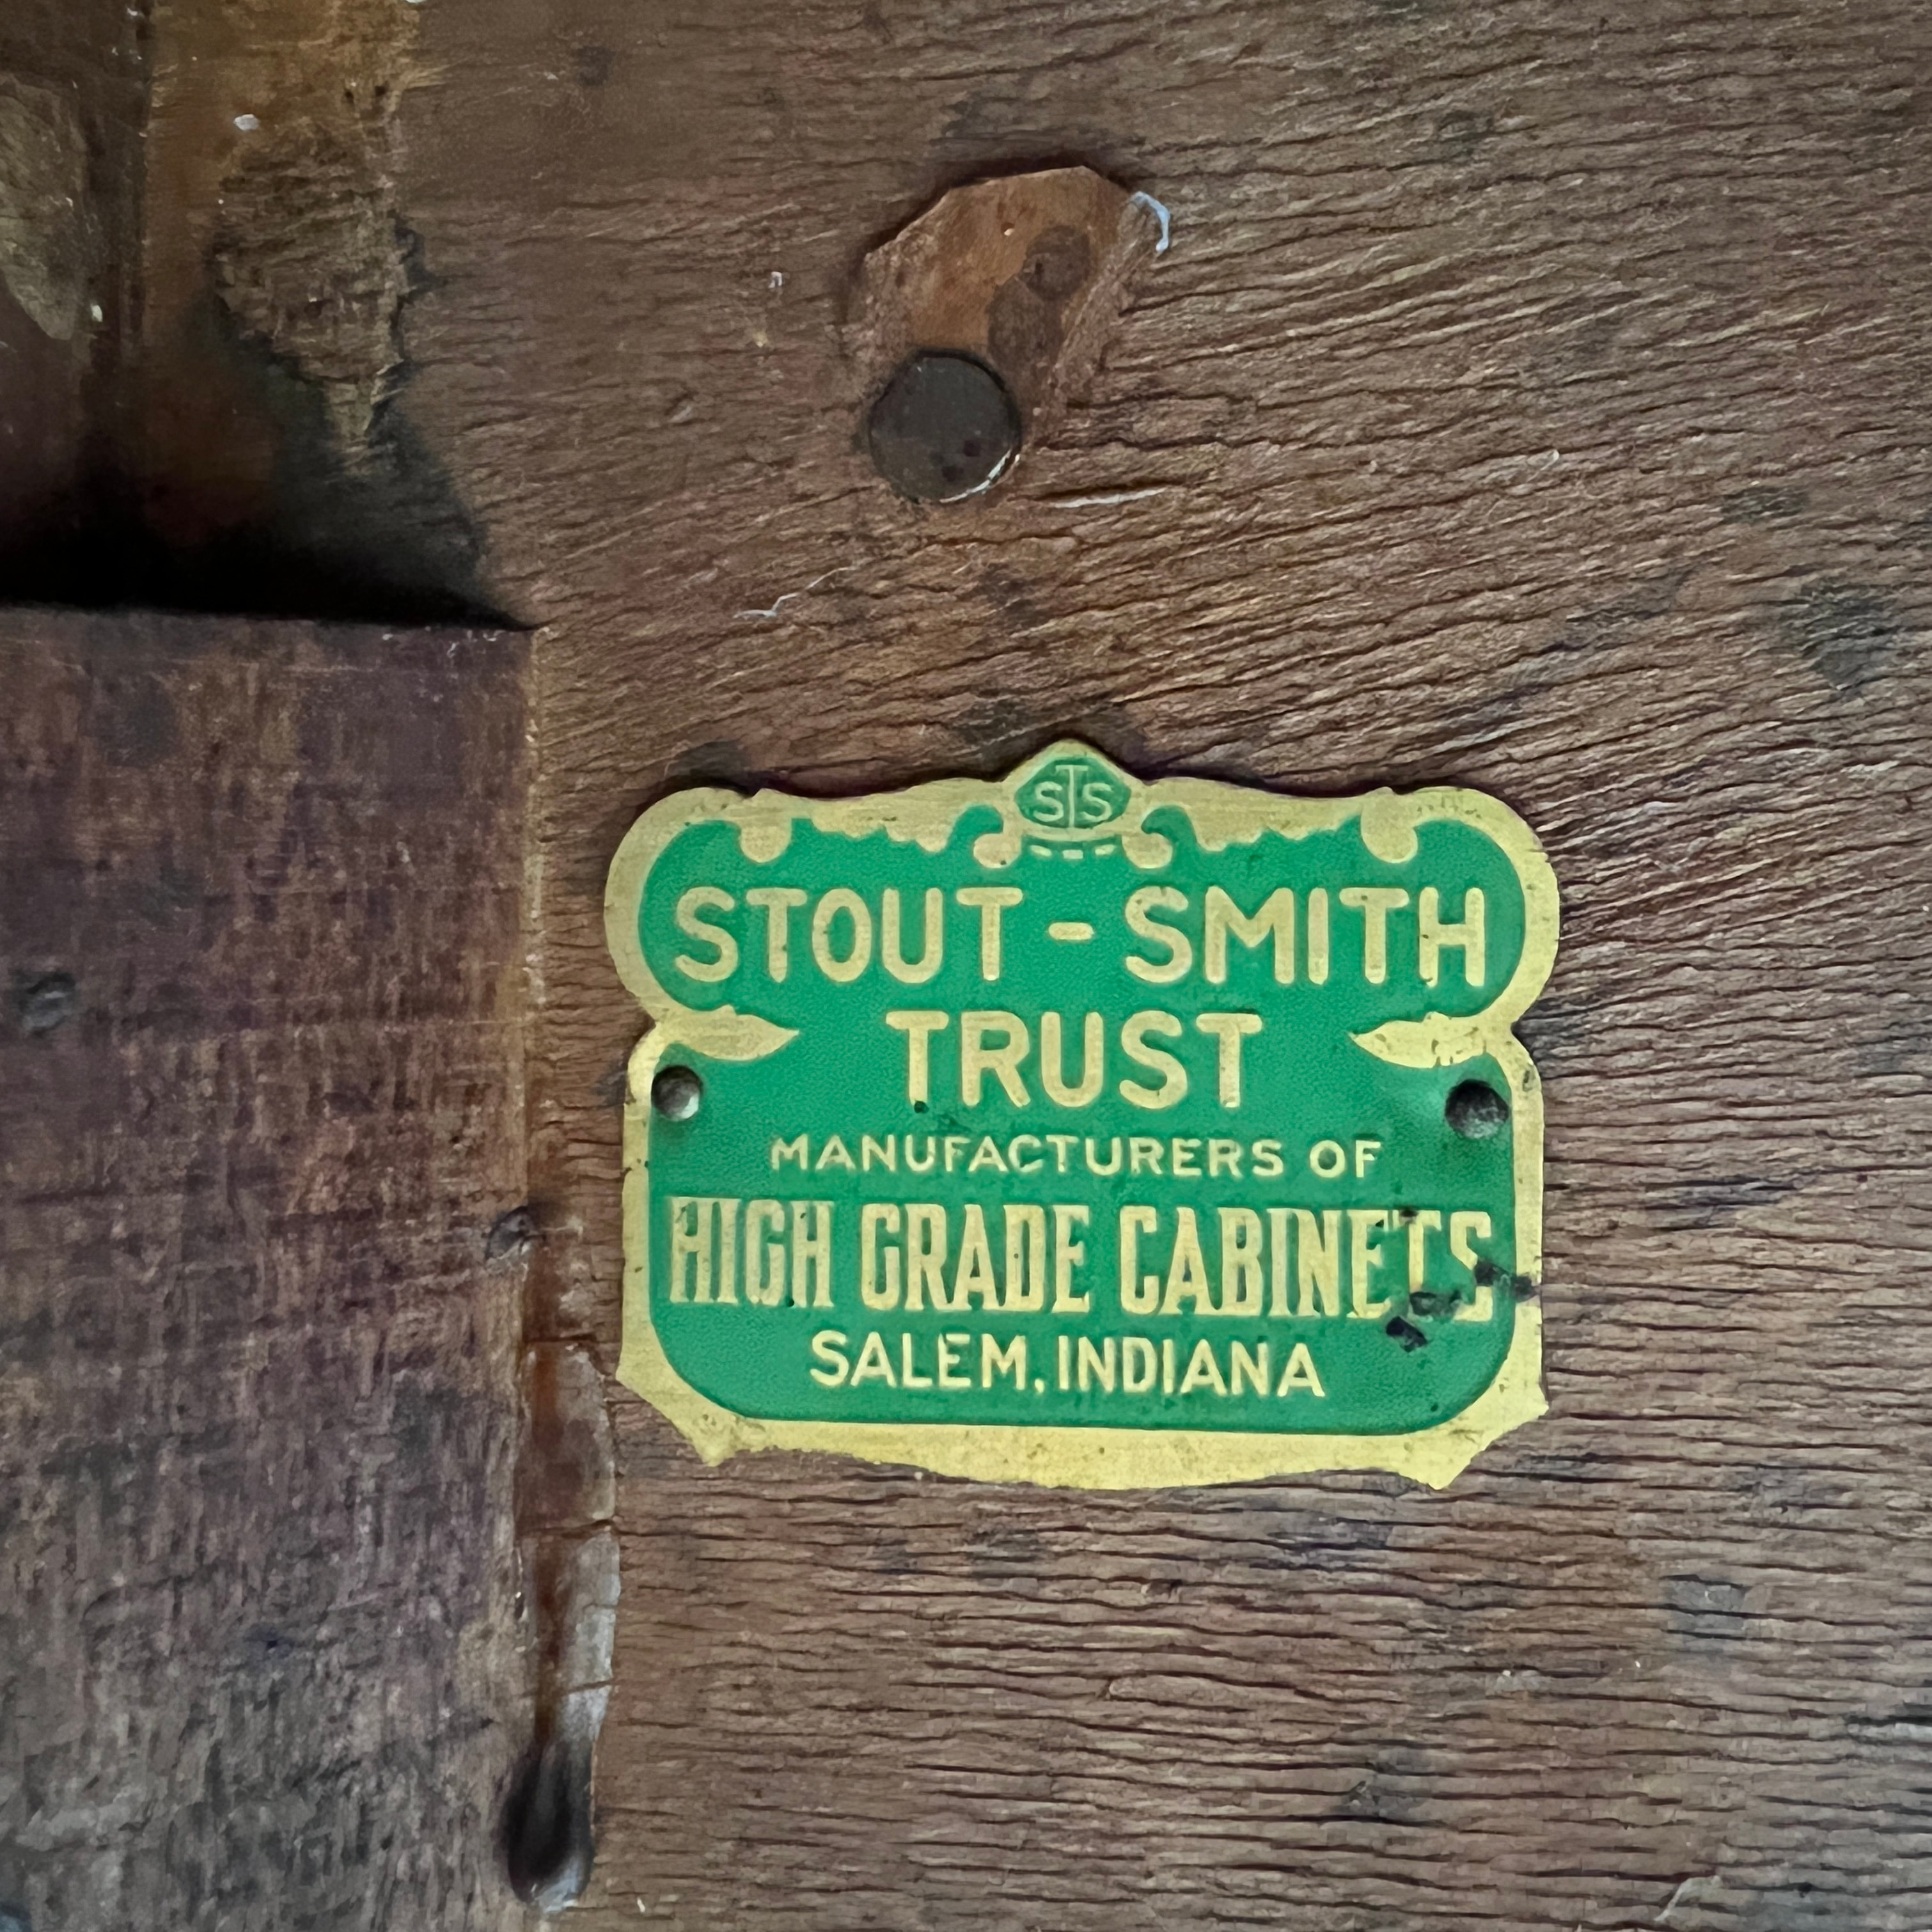 STS
STOUT - SMITH
TRUST
MANUFACTURERS OF
HIGH GRADE CABINETS
SALEM, INDIANA